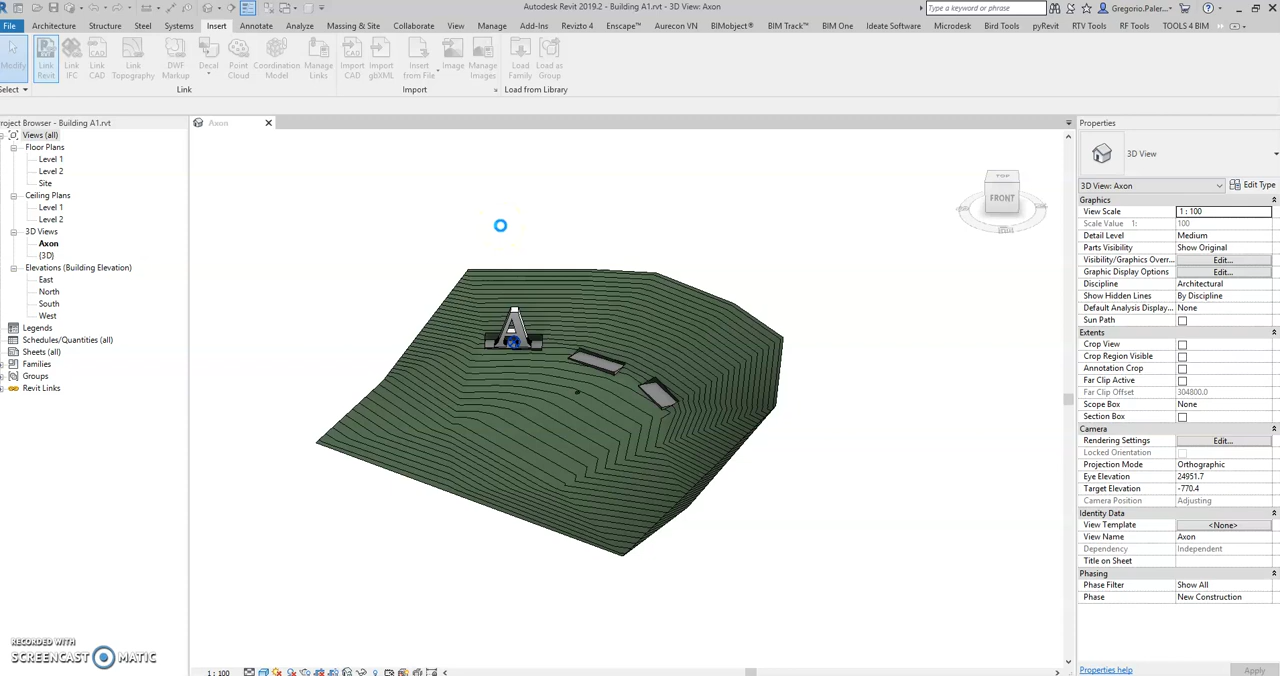 Autodesk Revit 2019.2 - Building A1.rvt - 3D View: Axon
Type a keyword or phrase
Gregorio.Paler...
File Architecture Structure Steel Systems Insert Annotate Analyze Massing & Site Collaborate View Manage Add-Ins Revizto 4 Enscape™ Aurecon VN BIMobject® BIM Track™ BIM One Ideate Software Microdesk Bird Tools pyRevit RTV Tools RF Tools TOOLS 4 BIM
Modify
Link Revit
Link IFC
Link CAD
Link Topography
DWF Markup
Decal
Point Cloud
Coordination Model
Manage Links
Import CAD
Import gbXML
Insert from File
Image
Manage Images
Load Family
Load as Group
Select
Link
Import
Load from Library
Project Browser - Building A1.rvt
Axon
Properties
Views (all)
Floor Plans
Level 1
Level 2
Site
Ceiling Plans
Level 1
Level 2
3D Views
Axon
{3D}
Elevations (Building Elevation)
East
North
South
West
Legends
Schedules/Quantities (all)
Sheets (all)
Families
Groups
Revit Links
TOP
FRONT
A
3D View
3D View: Axon Edit Type
Graphics
View Scale 1 : 100
Scale Value 1: 100
Detail Level Medium
Parts Visibility Show Original
Visibility/Graphics Over... Edit...
Graphic Display Options Edit...
Discipline Architectural
Show Hidden Lines By Discipline
Default Analysis Display... None
Sun Path
Extents
Crop View
Crop Region Visible
Annotation Crop
Far Clip Active
Far Clip Offset 304800.0
Scope Box None
Section Box
Camera
Rendering Settings Edit...
Locked Orientation
Projection Mode Orthographic
Eye Elevation 24951.7
Target Elevation -770.4
Camera Position Adjusting
Identity Data
View Template <None>
View Name Axon
Dependency Independent
Title on Sheet
Phasing
Phase Filter Show All
Phase New Construction
RECORDED WITH
SCREENCAST MATIC
1 : 100
Properties help Apply